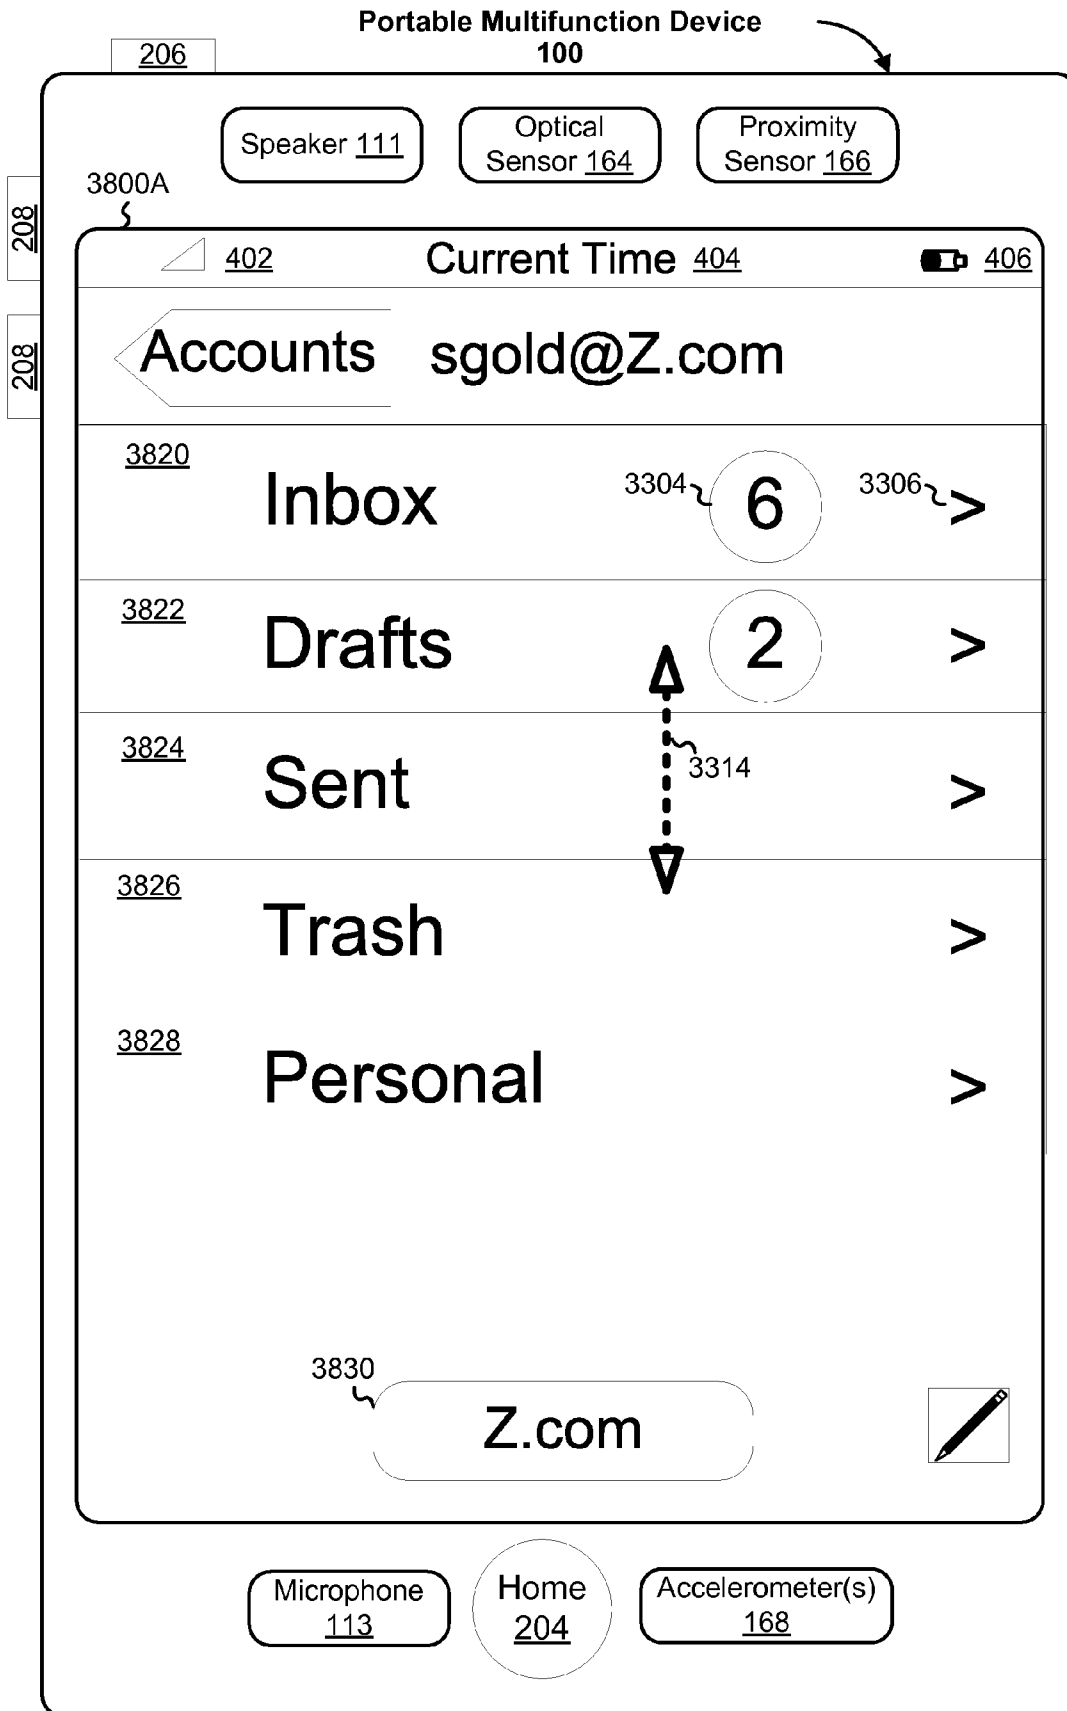 Portable Multifunction Device
100
206
Speaker 111
Optical
Sensor 164
Proximity
Sensor 166
3800A
208
402
Current Time 404
406
208
Accounts
sgold@Z.com
3820
Inbox
3304
6
3306
>
3822
Drafts
2
>
3824
Sent
3314
>
3826
Trash
>
3828
Personal
>
3830
Z.com
Microphone
113
Home
204
Accelerometer(s)
168